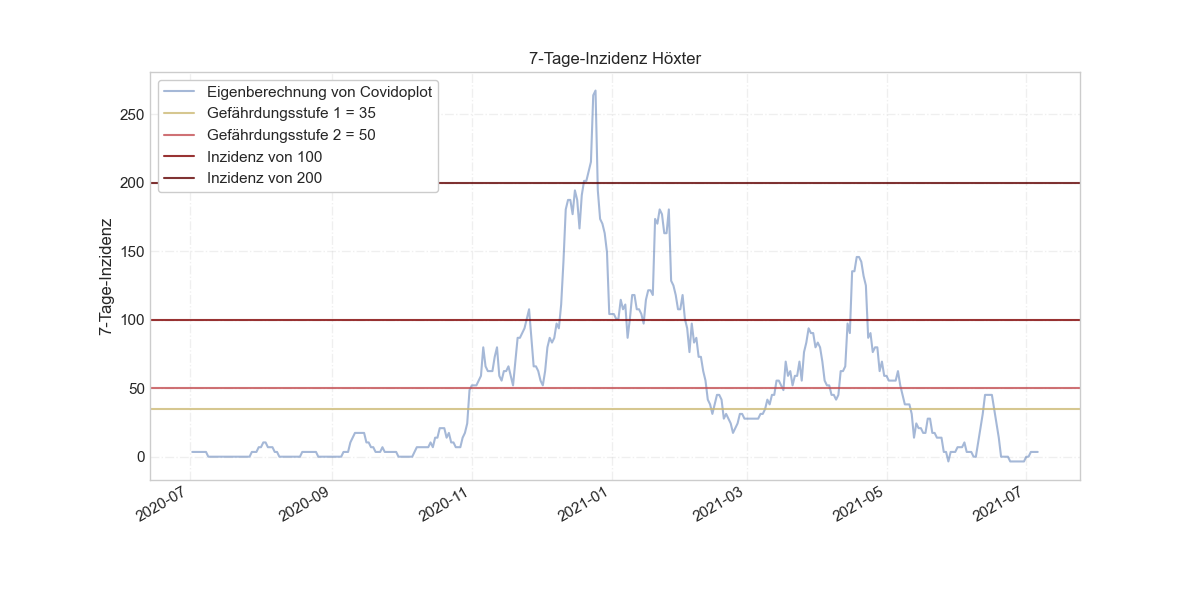 7-Tage-Inzidenz Höxter
Eigenberechnung von Covidoplot
Gefährdungsstufe 1 = 35
Gefährdungsstufe 2 = 50
Inzidenz von 100
Inzidenz von 200
7-Tage-Inzidenz
250
200
150
100
50
0
2020-07
2020-09
2020-11
2021-01
2021-03
2021-05
2021-07